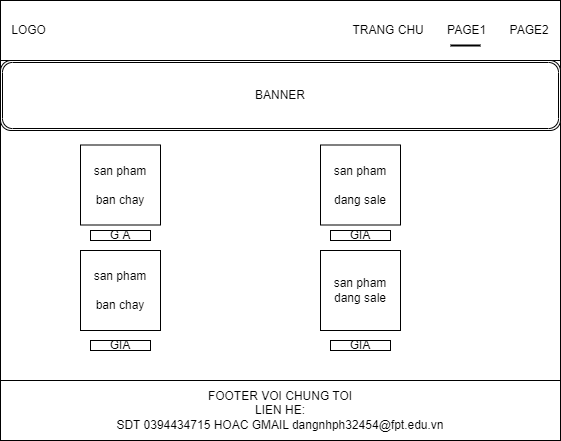 LOGO TRANG CHU PAGE1 PAGE2
BANNER
san pham
ban chay
san pham
dang sale
G A
GIA
san pham
ban chay
san pham
dang sale
GIA
GIA
FOOTER VOI CHUNG TOI
LIEN HE:
SDT 0394434715 HOAC GMAIL dangnhph32454@fpt.edu.vn